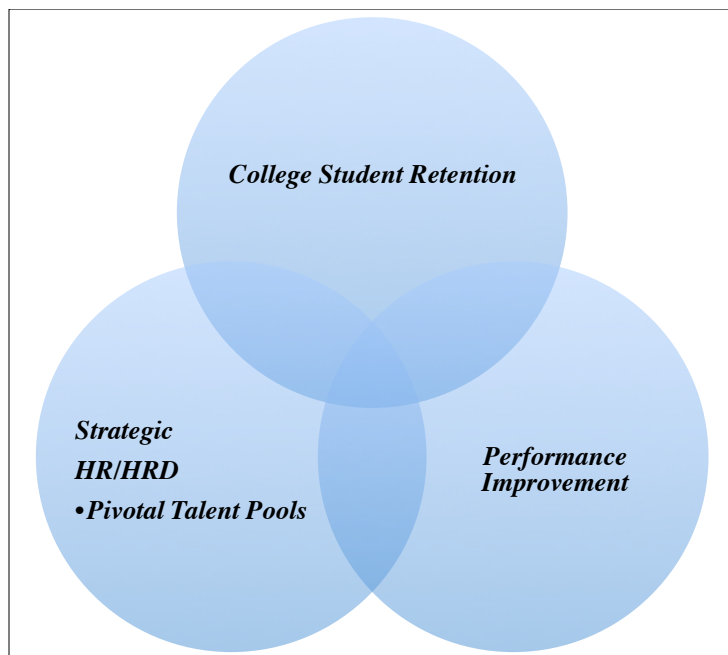 College Student Retention
Strategic
HR/HRD
•Pivotal Talent Pools
Performance
Improvement